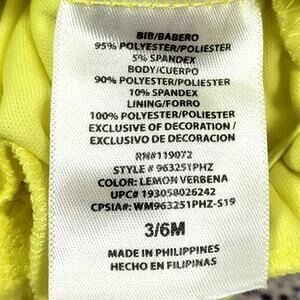 BIB/BABERO
95% POLYESTER/POLIESTER
5% SPANDEX
BODY/CUERPO
90% POLYESTER/POLIESTER
10% SPANDEX
LINING/FORRO
100% POLYESTER/POLIESTER
EXCLUSIVE OF DECORATION /
EXCLUSIVO DE DECORACION
RN#119072
STYLE # 963251PHZ
COLOR: LEMON VERBENA
UPC# 193058026242
CPSIA#: WM963251PHZ-S19
3/6M
MADE IN PHILIPPINES
HECHO EN FILIPINAS